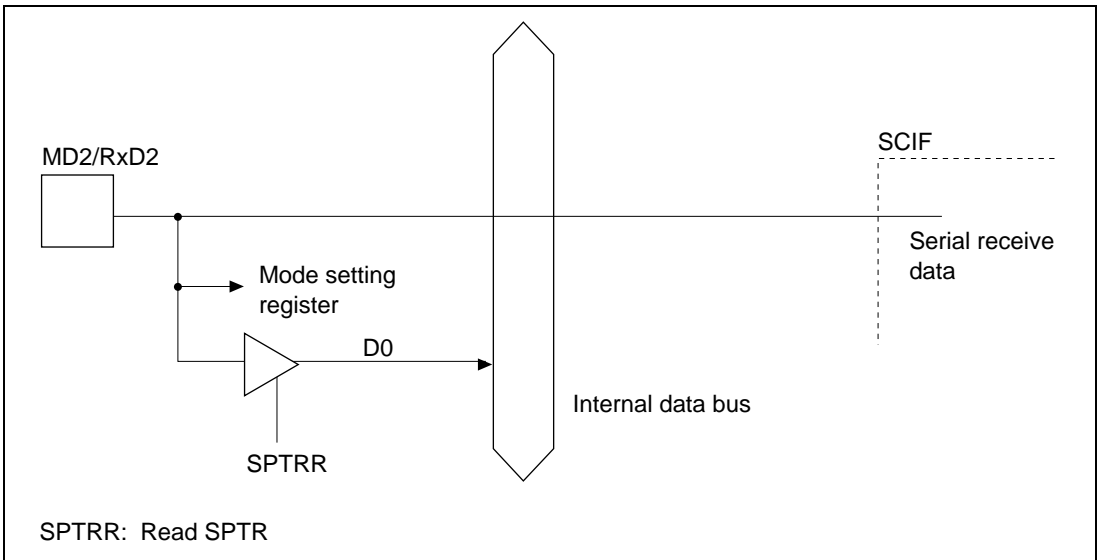 MD2/RxD2
SCIF
Serial receive
data
Mode setting
register
D0
Internal data bus
SPTRR
SPTRR: Read SPTR